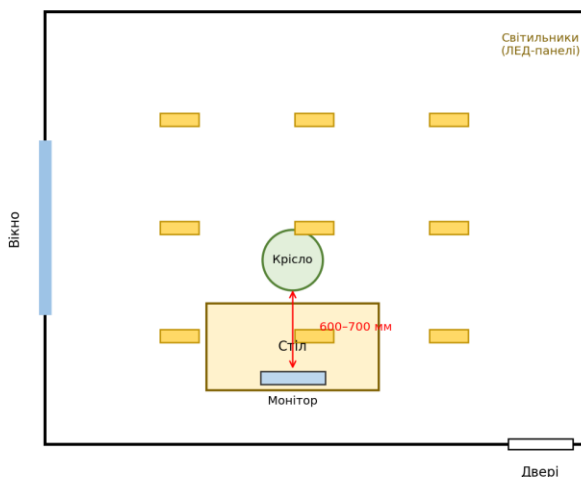 Світильники
(ЛЕД-панелі)
Вікно
Крісло
600–700 мм
Стіл
Монітор
Двері